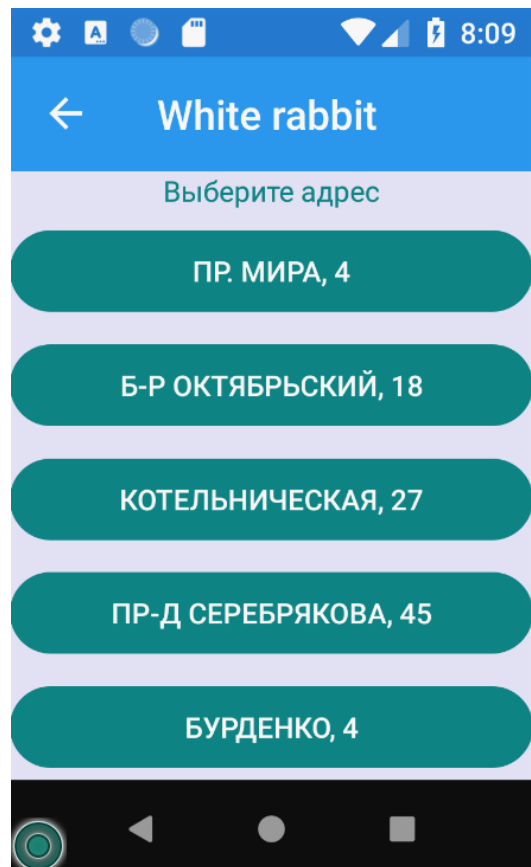 8:09
White rabbit
Выберите адрес
ПР. МИРА, 4
Б-Р ОКТЯБРЬСКИЙ, 18
КОТЕЛЬНИЧЕСКАЯ, 27
ПР-Д СЕРЕБРЯКОВА, 45
БУРДЕНКО, 4